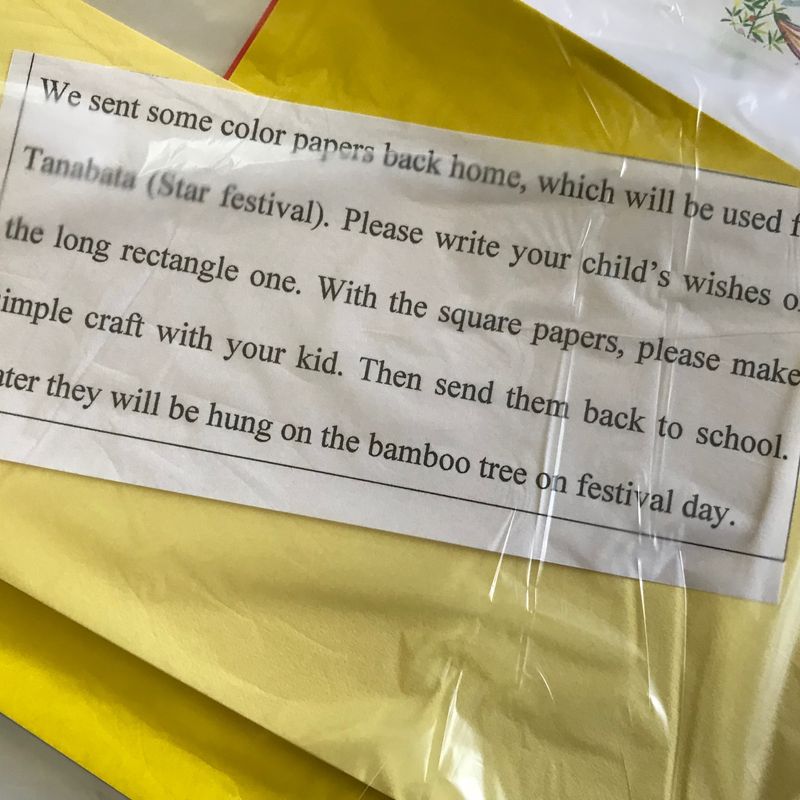 We sent some color papers back home, which will be used f
Tanabata (Star festival). Please write your child's wishes o
the long rectangle one. With the square papers, please make
imple craft with your kid. Then send them back to school.
ater they will be hung on the bamboo tree on festival day.